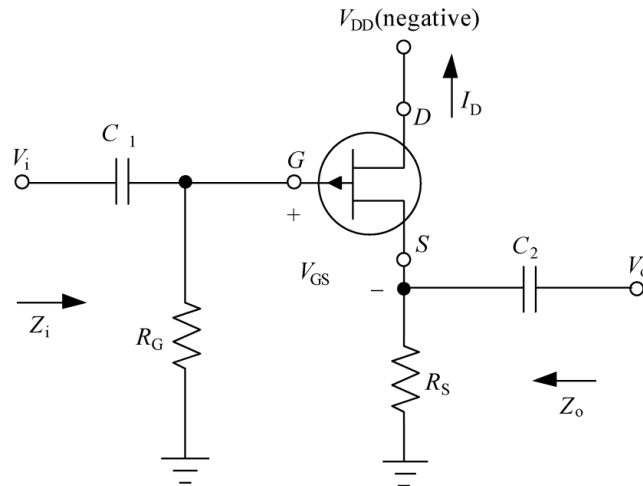 V_DD(negative)
D
I_D
C_1
V_i
G
+
S
C_2
V_GS
–
V_o
Z_i
R_G
R_S
Z_o